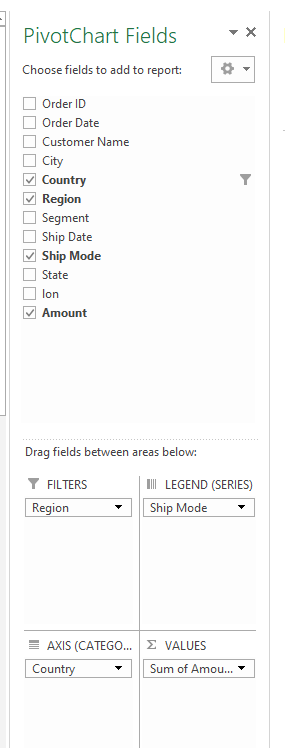 PivotChart Fields
Choose fields to add to report:
Order ID
Order Date
Customer Name
City
Country
Region
Segment
Ship Date
Ship Mode
State
Ion
Amount
Drag fields between areas below:
FILTERS
LEGEND (SERIES)
Region
Ship Mode
AXIS (CATEGO...
Σ VALUES
Country
Sum of Amou...